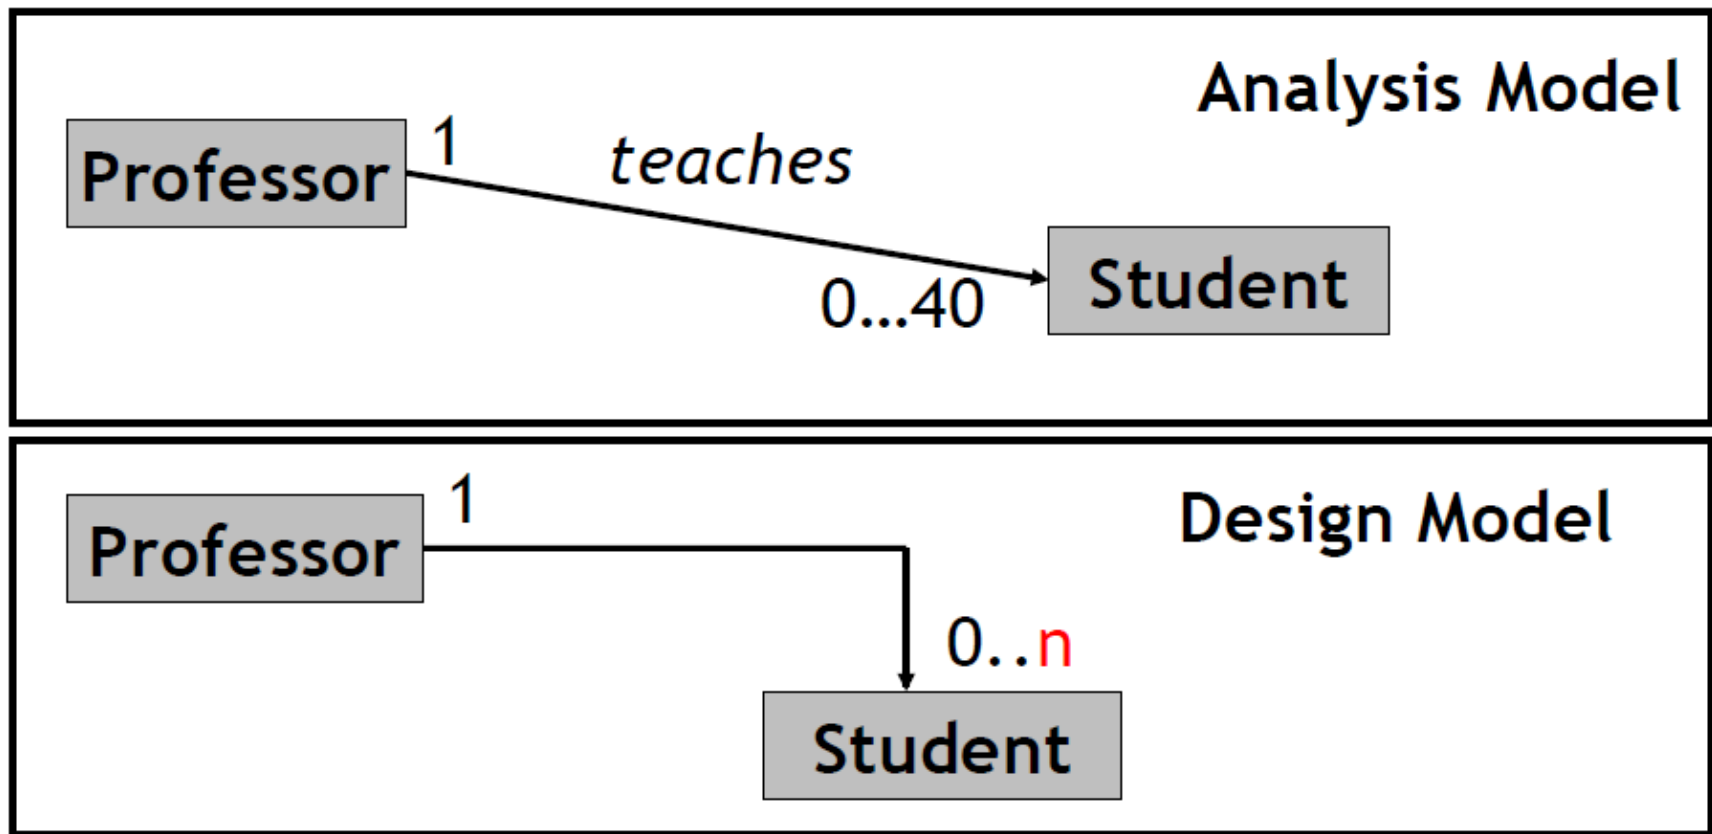 Analysis Model
Professor
1
teaches
0...40
Student
Design Model
Professor
1
0..n
Student